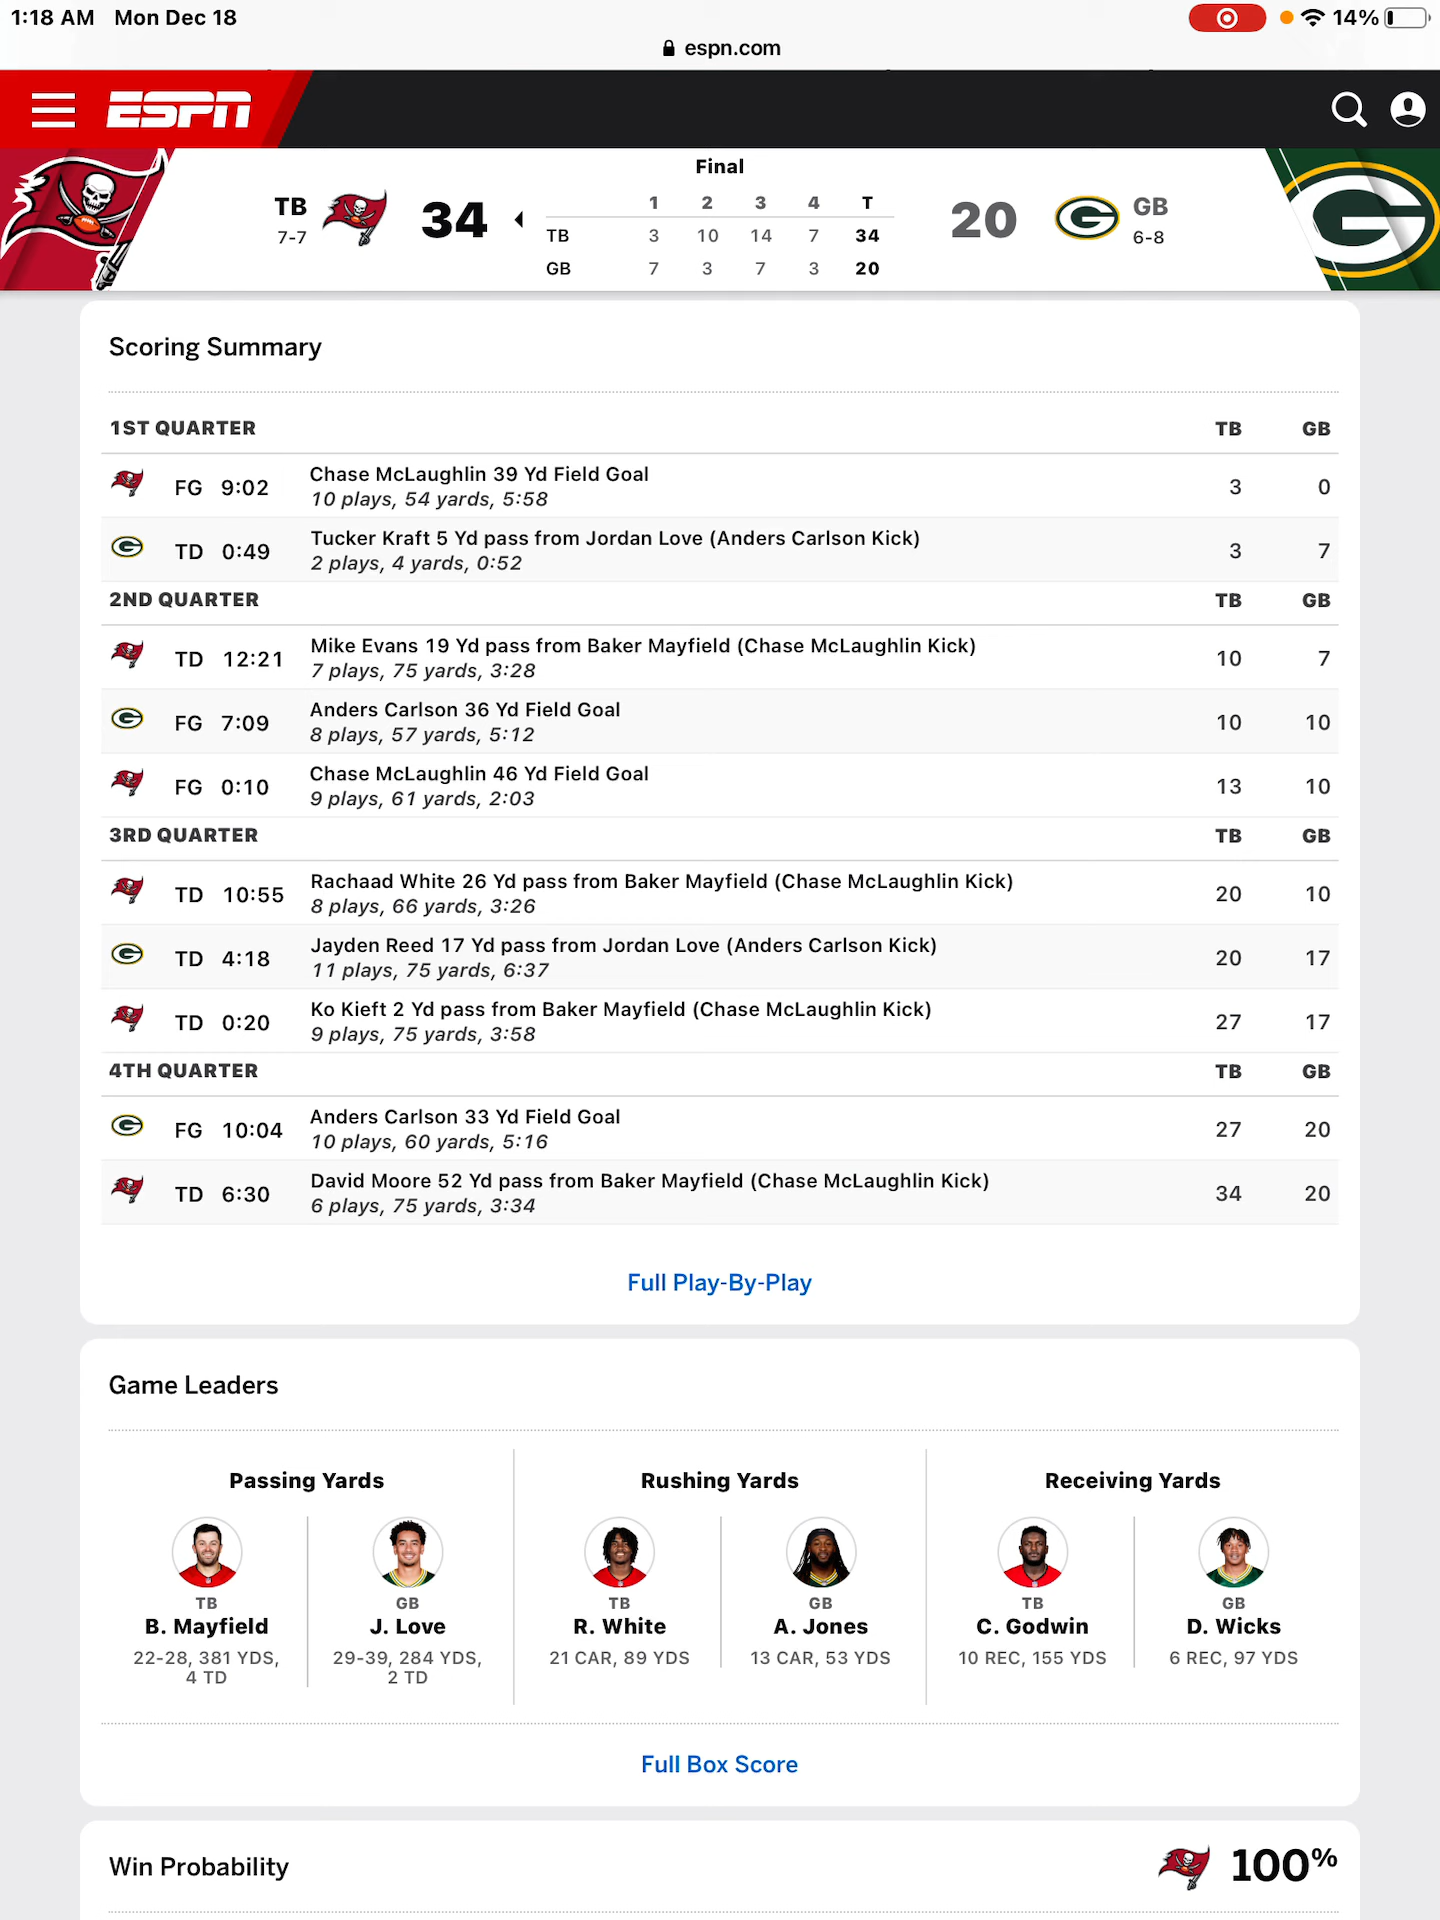 1:18 AM Mon Dec 18
14%
espn.com
ESPN
Final
TB
7-7
34
1 2 3 4 T
TB 3 10 14 7 34
GB 7 3 7 3 20
20
GB
6-8
Scoring Summary
1ST QUARTER TB GB
FG 9:02 Chase McLaughlin 39 Yd Field Goal 3 0
10 plays, 54 yards, 5:58
TD 0:49 Tucker Kraft 5 Yd pass from Jordan Love (Anders Carlson Kick) 3 7
2 plays, 4 yards, 0:52
2ND QUARTER TB GB
TD 12:21 Mike Evans 19 Yd pass from Baker Mayfield (Chase McLaughlin Kick) 10 7
7 plays, 75 yards, 3:28
FG 7:09 Anders Carlson 36 Yd Field Goal 10 10
8 plays, 57 yards, 5:12
FG 0:10 Chase McLaughlin 46 Yd Field Goal 13 10
9 plays, 61 yards, 2:03
3RD QUARTER TB GB
TD 10:55 Rachaad White 26 Yd pass from Baker Mayfield (Chase McLaughlin Kick) 20 10
8 plays, 66 yards, 3:26
TD 4:18 Jayden Reed 17 Yd pass from Jordan Love (Anders Carlson Kick) 20 17
11 plays, 75 yards, 6:37
TD 0:20 Ko Kieft 2 Yd pass from Baker Mayfield (Chase McLaughlin Kick) 27 17
9 plays, 75 yards, 3:58
4TH QUARTER TB GB
FG 10:04 Anders Carlson 33 Yd Field Goal 27 20
10 plays, 60 yards, 5:16
TD 6:30 David Moore 52 Yd pass from Baker Mayfield (Chase McLaughlin Kick) 34 20
6 plays, 75 yards, 3:34
Full Play-By-Play
Game Leaders
Passing Yards
TB
B. Mayfield
22-28, 381 YDS,
4 TD
GB
J. Love
29-39, 284 YDS,
2 TD
Rushing Yards
TB
R. White
21 CAR, 89 YDS
GB
A. Jones
13 CAR, 53 YDS
Receiving Yards
TB
C. Godwin
10 REC, 155 YDS
GB
D. Wicks
6 REC, 97 YDS
Full Box Score
Win Probability
100%